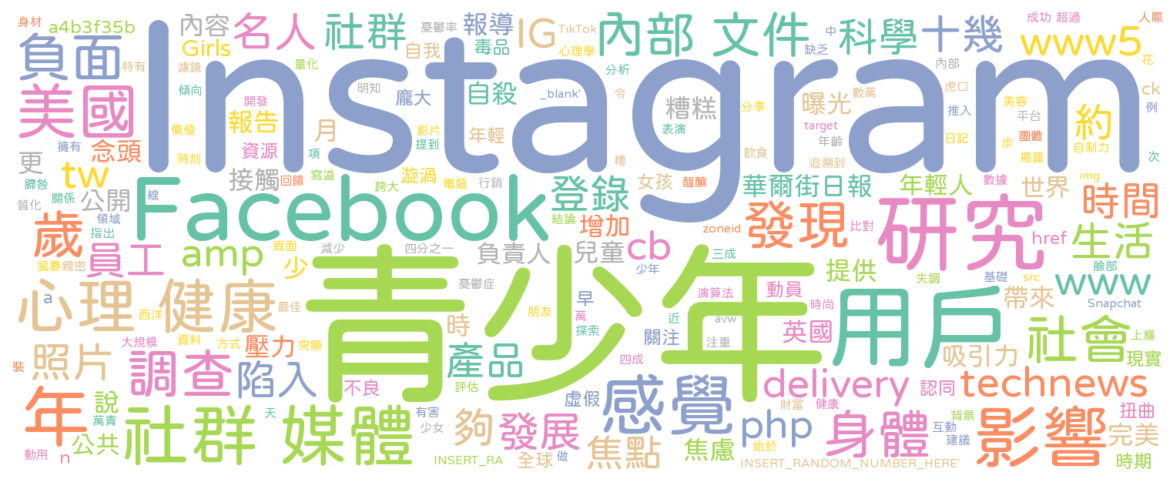 身材 a4b3f35b 內容 名人 社群 憂鬱率 報導 TikTok IG 內部 文件 中 科學 十幾 成功 超過 人際
負面 Girls 自我 毒品 心理學 缺乏 www5 花
特有 濾鏡 量化 分析 內部
Instagram
美國 傾向 開發 明知 龐大 自殺 _blank' 令 糟糕 曝光 分享 數萬 虎口 推入 美容 平台 ck 例
價值 報告 月 影片 提到 年輕 表演 target 年齡 日記 步 團體 約 自制力
更 念頭 時刻 資源 項 漩渦 糟 飲食 追溯到 揭露 次
歸咎 tw 擁有 接觸 回饋 寫道 跨大 電腦 行銷 醞釀 女孩 華爾街日報 年輕人 數據 世界 img 時間
質化 關係 公開 線 Facebook 登錄
領域 指出 歲 結論 增加 zoneid 發現 比對 研究 href 生活
風暴 親密 員工 頁面 amp 減少 四分之一 負責人 兒童 cb 三成 臉部
少 青少年 憂鬱症 少年 提供 用戶 失調 基礎 src www
a 心理 健康 西洋 最佳 時 早 朋友 萬 探索 近 演算法 動員 時尚 帶來 Snapchat
大規模 資料 方式 突顯 關注 avw 注重 英國 社會 上癮
裝 照片 調查 壓力 陷入 產品 四成 吸引力 現實
不良 評估 虛假 感覺 delivery 認同 technews
年 說 萬青 社群 媒體 天 有害 少女 夠 發展 php 財富 健康 身體 背景 互動 建議 影響 扭曲
公共 做 始於 焦點 焦慮 完美
動用 n INSERT_RA 全球 INSERT_RANDOM_NUMBER_HERE' 時期